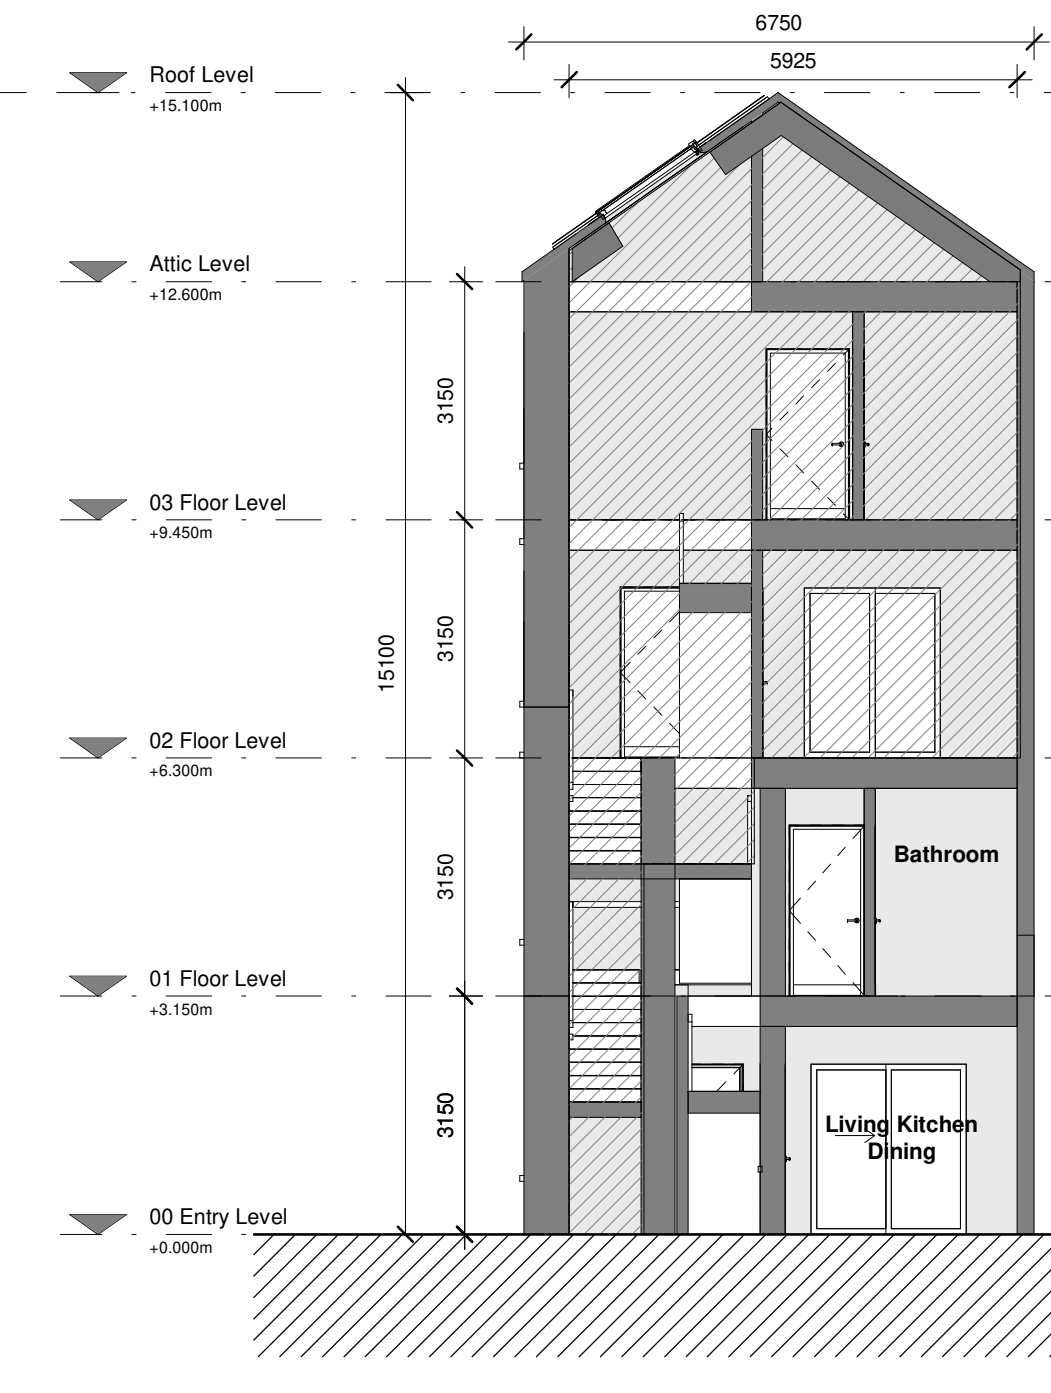 6750
5925
Roof Level
+15.100m
Attic Level
+12.600m
3150
03 Floor Level
+9.450m
3150
15100
02 Floor Level
+6.300m
Bathroom
3150
01 Floor Level
+3.150m
3150
Living Kitchen
Dining
00 Entry Level
+0.000m